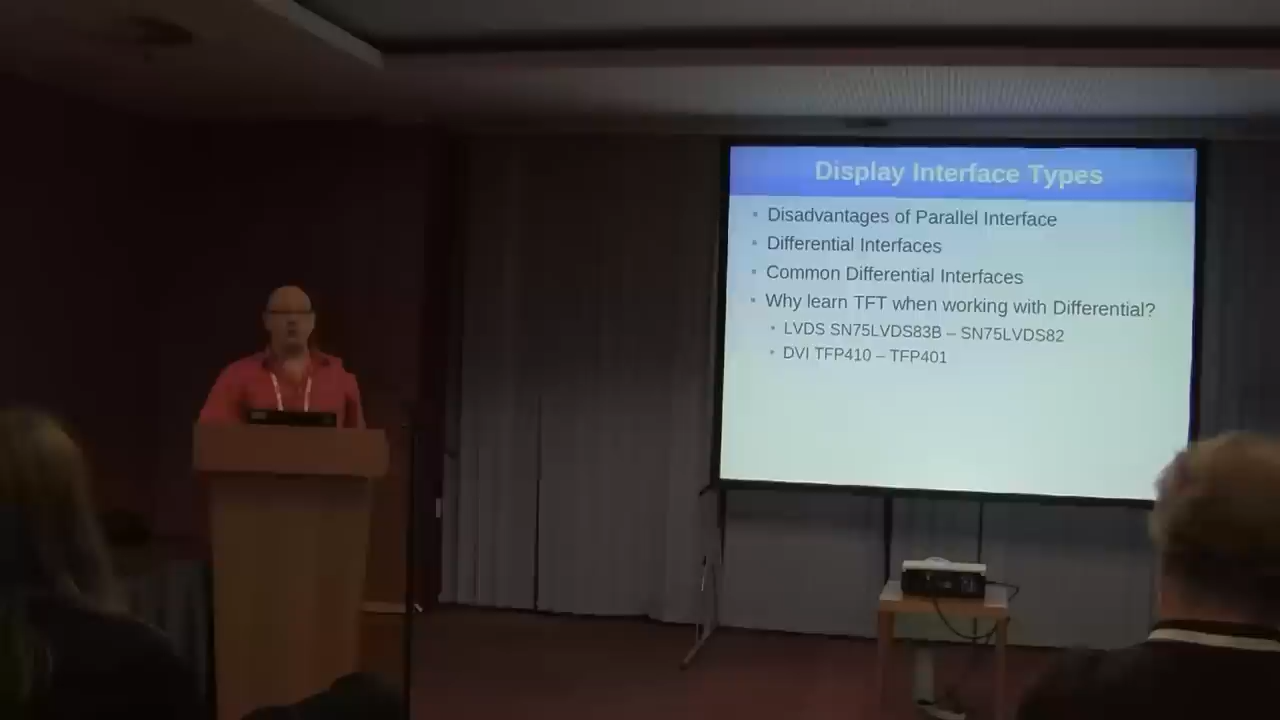 Display Interface Types
Disadvantages of Parallel Interface
Differential Interfaces
Common Differential Interfaces
Why learn TFT when working with Differential?
LVDS SN75LVDS83B – SN75LVDS82
DVI TFP410 – TFP401